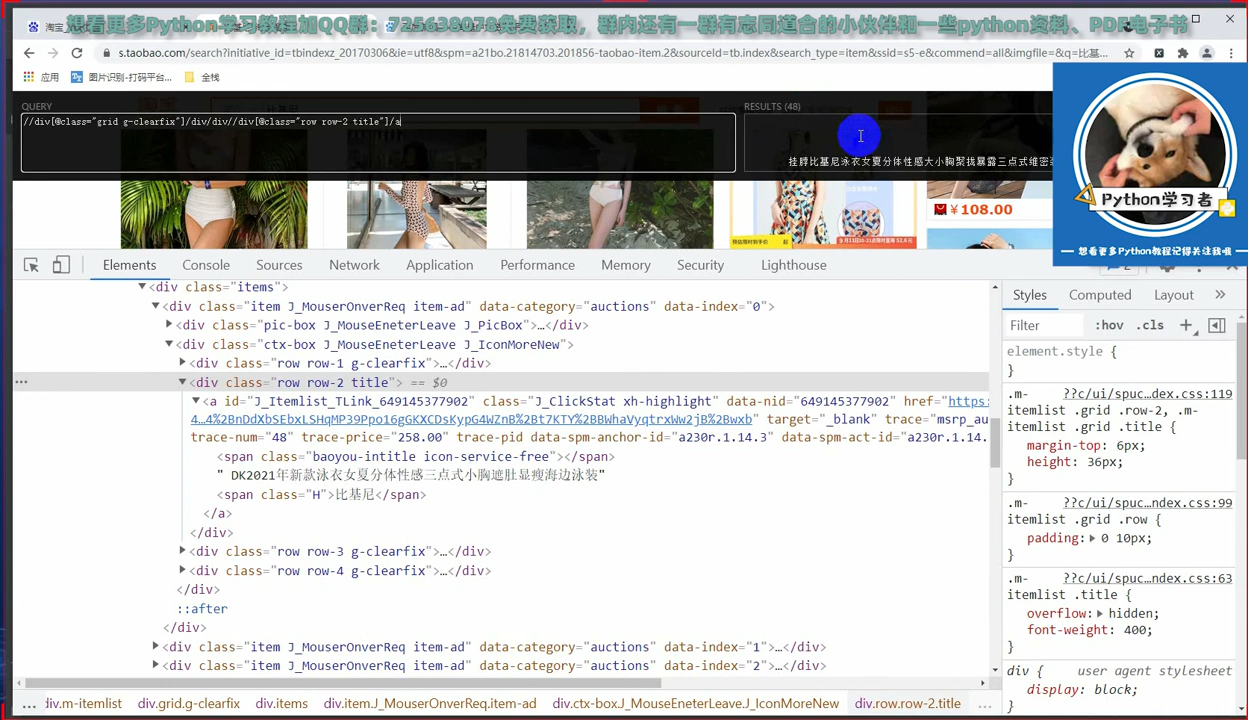 想看更多Python学习教程加QQ群：725638078免费获取，群内还有一群有志同道合的小伙伴和一些python资料、PDF电子书
s.taobao.com/search?initiative_id=tbindexz_20170306&ie=utf8&spm=a21bo.21814703.201856-taobao-item.2&sourceId=tb.index&search_type=item&ssid=s5-e&commend=all&imgfile=&q=比基...
应用 图片识别-打码平台... 全栈
QUERY
RESULTS (48)
//div[@class="grid g-clearfix"]/div/div//div[@class="row row-2 title"]/a
挂脖比基尼泳衣女夏分体性感大小胸聚拢暴露三点式维密
¥108.00
Python学习者
想看更多Python教程记得关注我哦
Elements Console Sources Network Application Performance Memory Security Lighthouse
<div class="items">
<div class="item J_MouserOnverReq item-ad" data-category="auctions" data-index="0">
<div class="pic-box J_MouseEneterLeave J_PicBox">…</div>
<div class="ctx-box J_MouseEneterLeave J_IconMoreNew">
<div class="row row-1 g-clearfix">…</div>
<div class="row row-2 title"> == $0
<a id="J_Itemlist_TLink_649145377902" class="J_ClickStat xh-highlight" data-nid="649145377902" href="https:
4…4%2BnDdXbSEbxLSHqMP39Ppo16gGKXCDsKypG4WZnB%2Bt7KTY%2BBWhaVyqtrxWw2jB%2Bwxb" target="_blank" trace="msrp_au
trace-num="48" trace-price="258.00" trace-pid data-spm-anchor-id="a230r.1.14.3" data-spm-act-id="a230r.1.14.
<span class="baoyou-intitle icon-service-free"></span>
" DK2021年新款泳衣女夏分体性感三点式小胸遮肚显瘦海边泳装"
<span class="H">比基尼</span>
</a>
</div>
<div class="row row-3 g-clearfix">…</div>
<div class="row row-4 g-clearfix">…</div>
</div>
::after
</div>
<div class="item J_MouserOnverReq item-ad" data-category="auctions" data-index="1">…</div>
<div class="item J_MouserOnverReq item-ad" data-category="auctions" data-index="2">…</div>
... div.m-itemlist div.grid.g-clearfix div.items div.item.J_MouserOnverReq.item-ad div.ctx-box.J_MouseEneterLeave.J_IconMoreNew div.row.row-2.title ...
Styles Computed Layout »
Filter :hov .cls +
element.style {
}
.m- ??c/ui/spuc…dex.css:119
itemlist .grid .row-2, .m-
itemlist .grid .title {
margin-top: 6px;
height: 36px;
}
.m- ??c/ui/spuc…ndex.css:99
itemlist .grid .row {
padding: 0 10px;
}
.m- ??c/ui/spuc…ndex.css:63
itemlist .title {
overflow: hidden;
font-weight: 400;
}
div { user agent stylesheet
display: block;
}